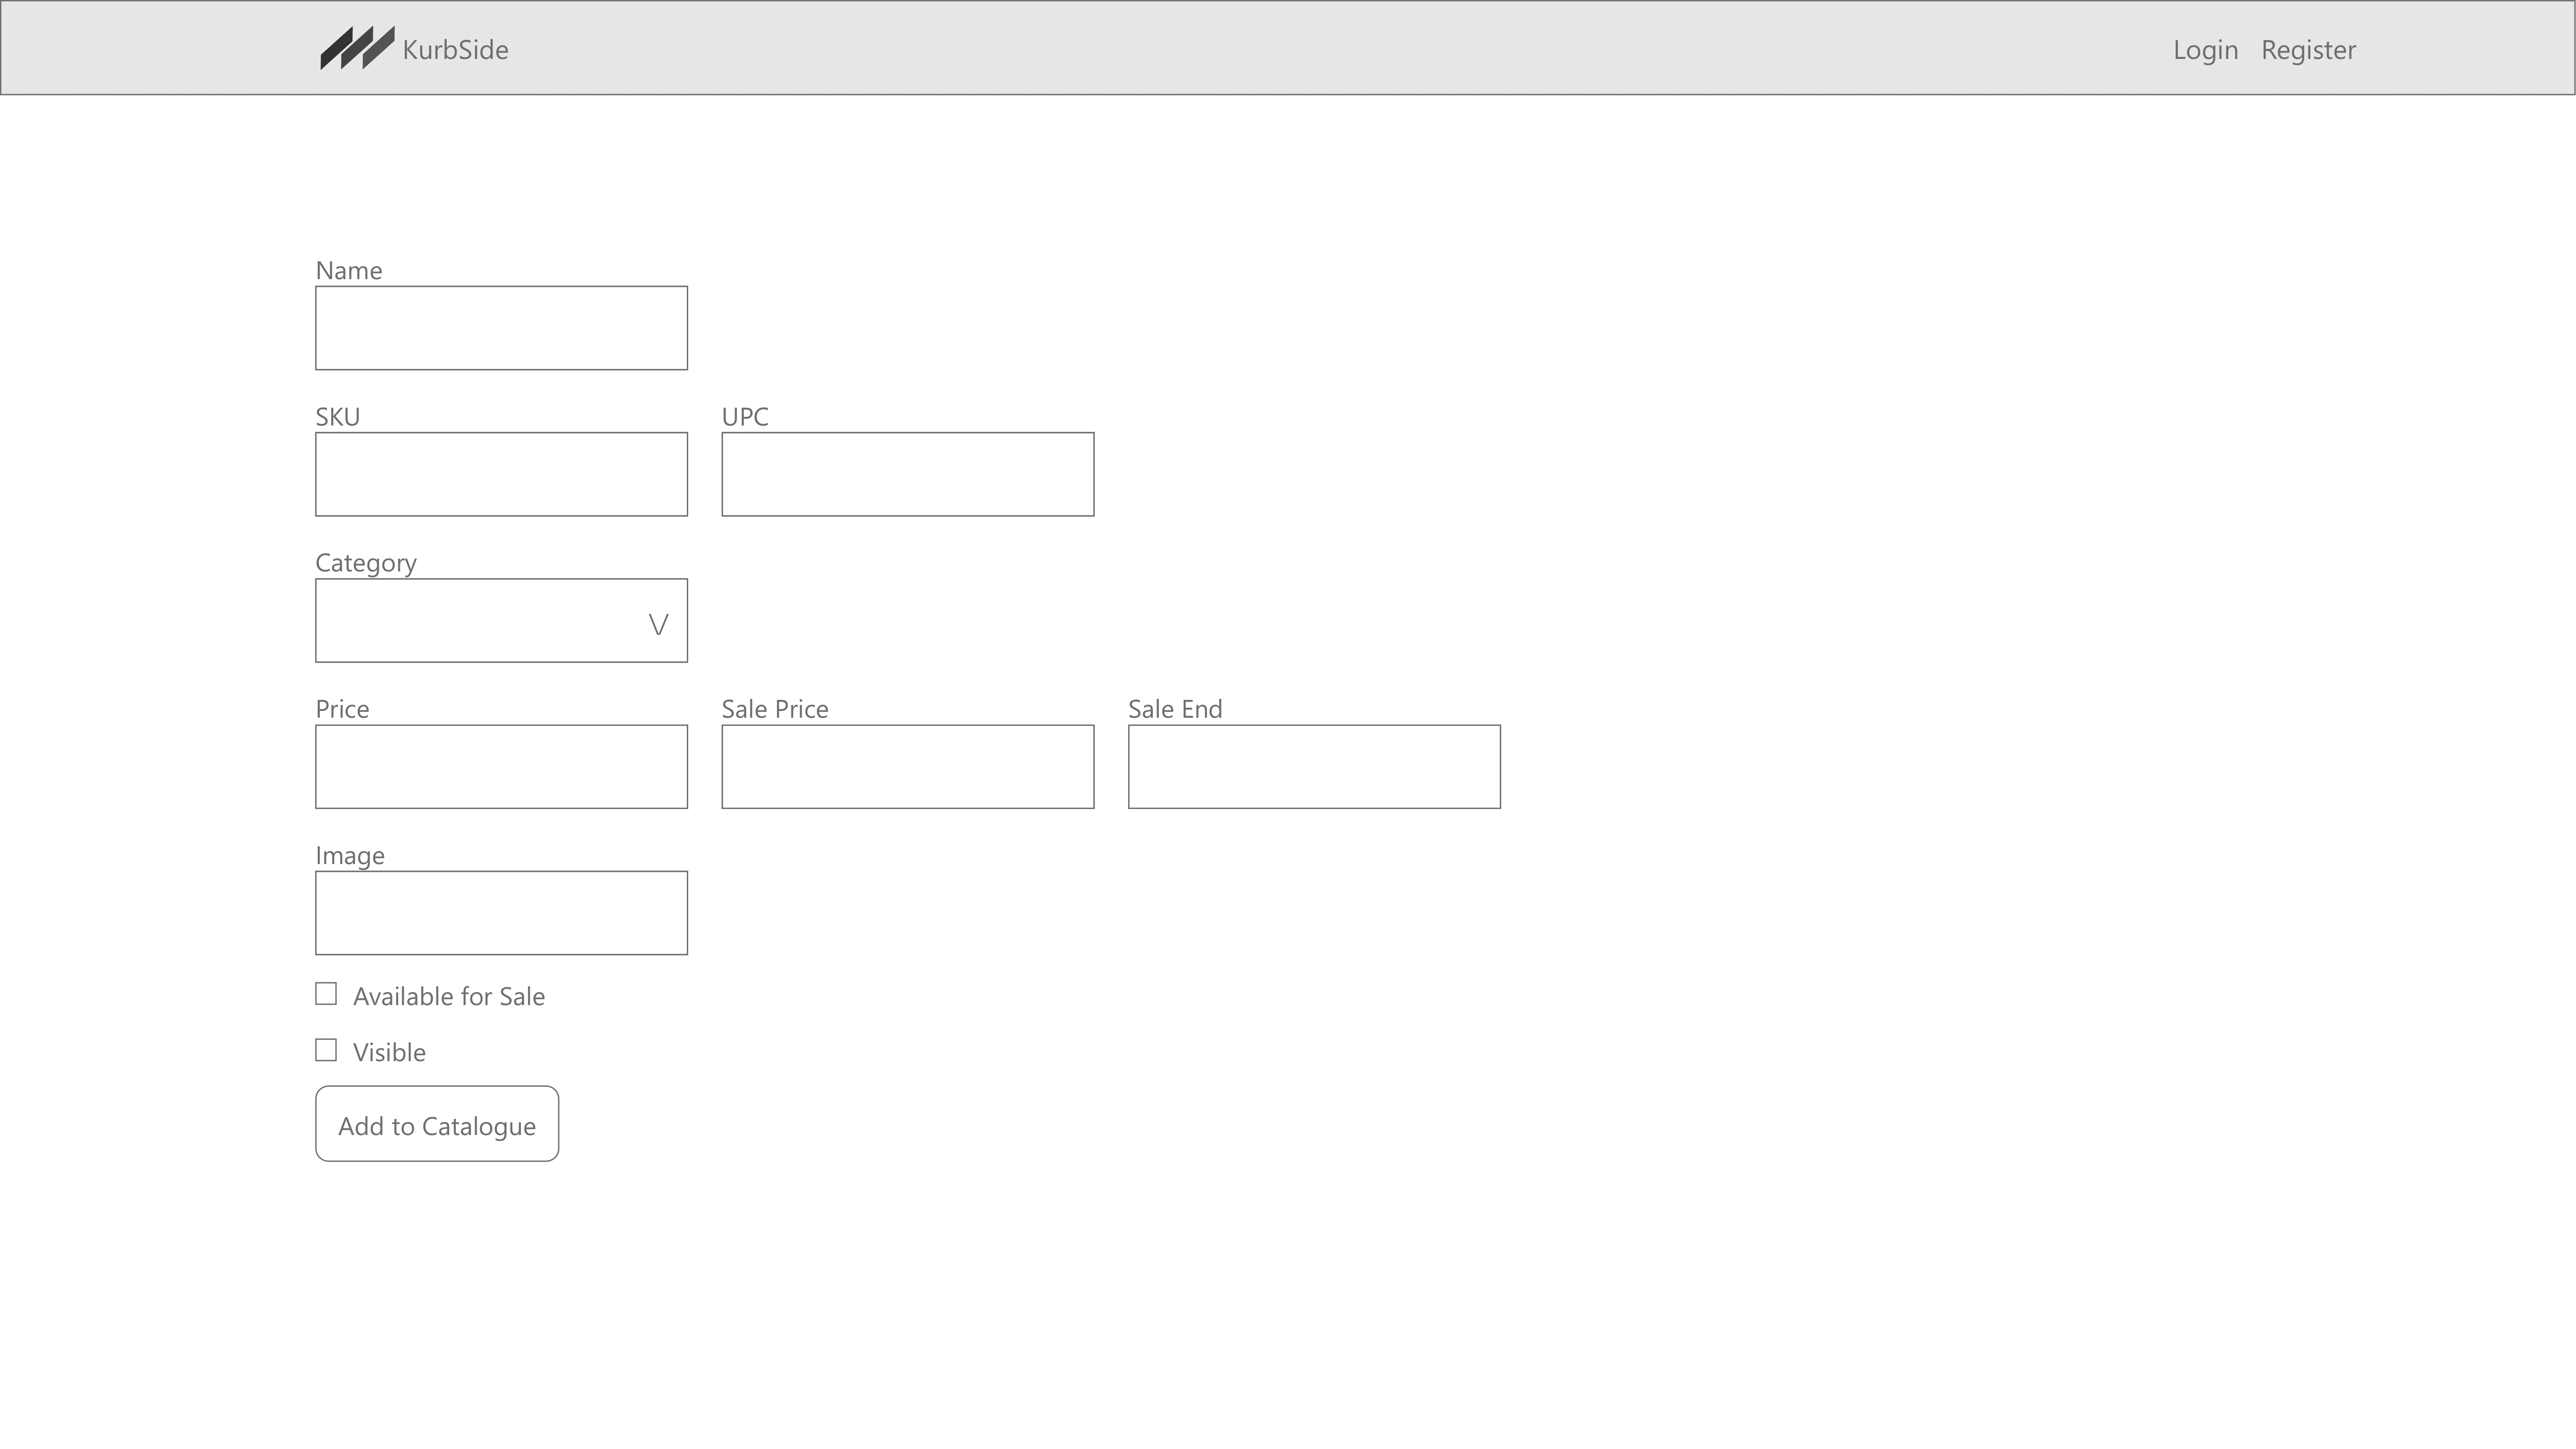 KurbSide
Login Register
Name
SKU UPC
Category
Price Sale Price Sale End
Image
Available for Sale
Visible
Add to Catalogue